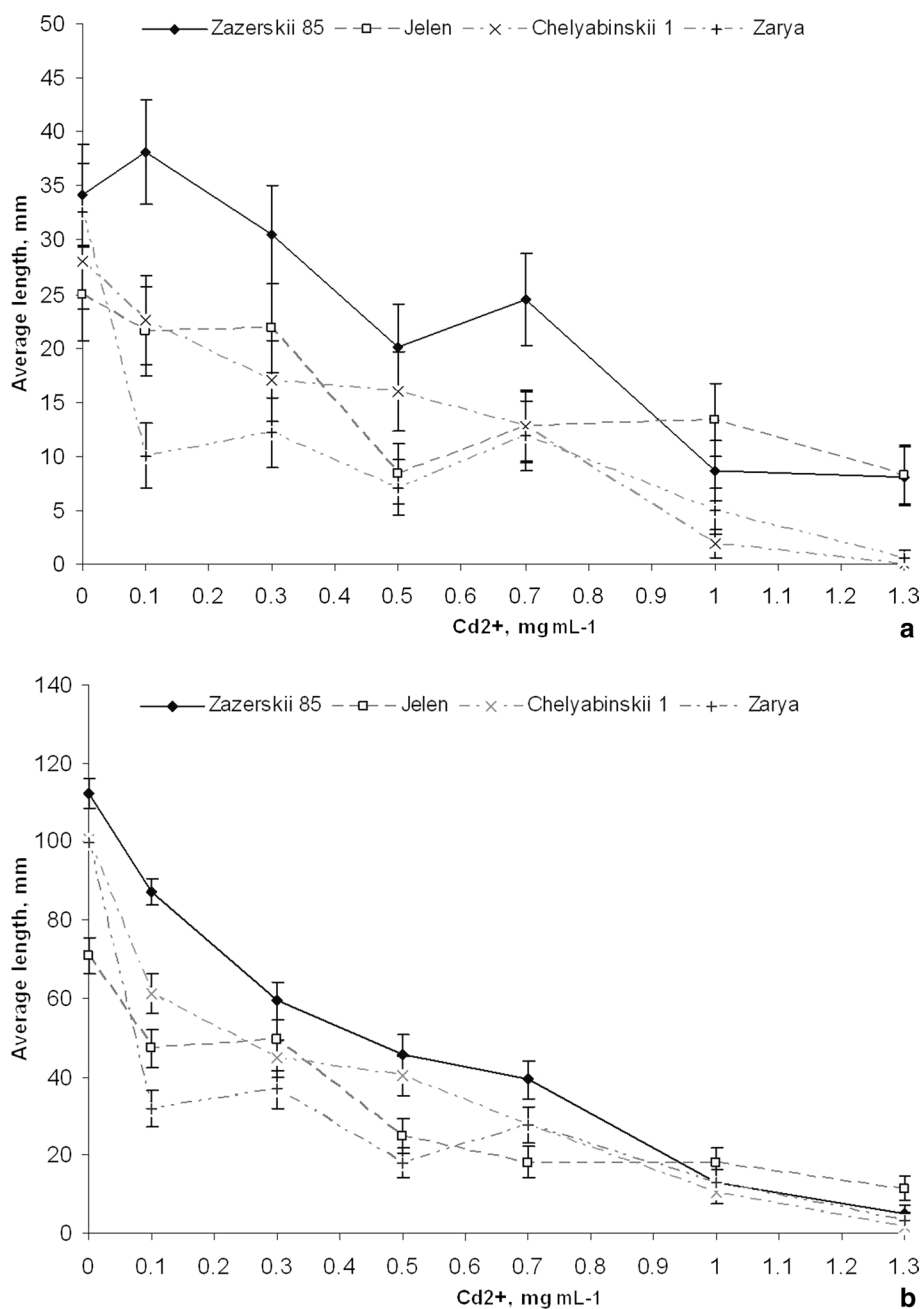 Zazerskii 85 Jelen Chelyabinskii 1 Zarya
50
45
40
35
30
25
20
15
10
5
0
Average length, mm
0 0.1 0.2 0.3 0.4 0.5 0.6 0.7 0.8 0.9 1 1.1 1.2 1.3
Cd2+, mg mL-1
a
Zazerskii 85 Jelen Chelyabinskii 1 Zarya
140
120
100
80
60
40
20
0
Average length, mm
0 0.1 0.2 0.3 0.4 0.5 0.6 0.7 0.8 0.9 1 1.1 1.2 1.3
Cd2+, mg mL-1
b